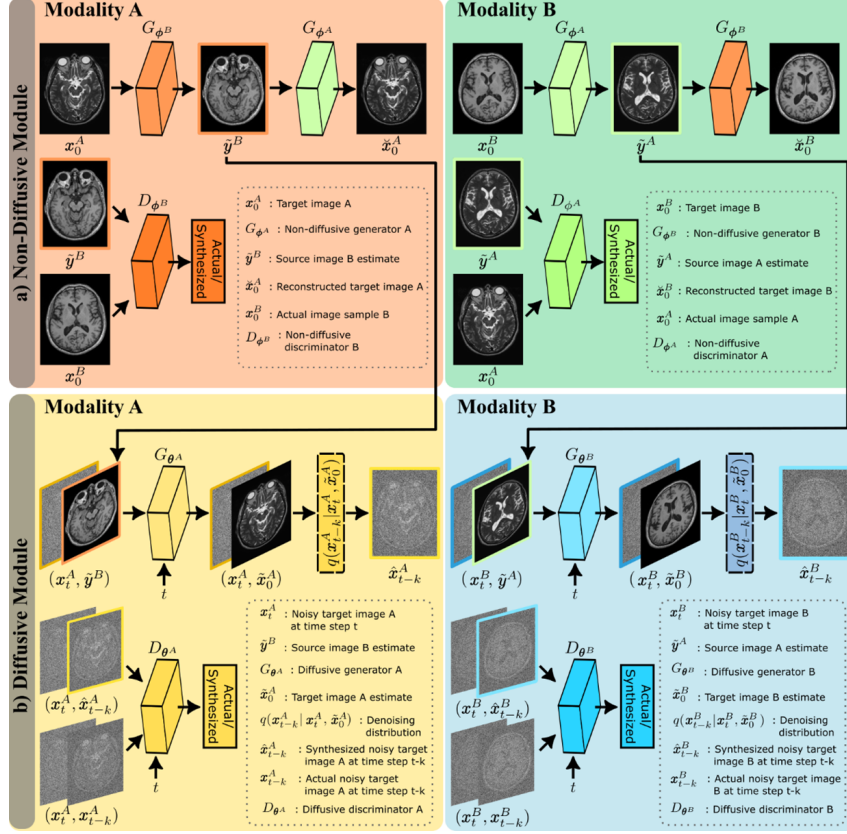 a) Non-Diffusive Module
Modality A
G_{ϕ^B}
G_{ϕ^A}
x_0^A
ỹ^B
x̆_0^A
D_{ϕ^B}
Actual/
Synthesized
ỹ^B
x_0^B
x_0^A : Target image A
G_{ϕ^A} : Non-diffusive generator A
ỹ^B : Source image B estimate
x̆_0^A : Reconstructed target image A
x_0^B : Actual image sample B
D_{ϕ^B} : Non-diffusive
discriminator B
Modality B
G_{ϕ^A}
G_{ϕ^B}
x_0^B
ỹ^A
x̆_0^B
D_{ϕ^A}
Actual/
Synthesized
ỹ^A
x_0^A
x_0^B : Target image B
G_{ϕ^B} : Non-diffusive generator B
ỹ^A : Source image A estimate
x̆_0^B : Reconstructed target image B
x_0^A : Actual image sample A
D_{ϕ^A} : Non-diffusive
discriminator A
b) Diffusive Module
Modality A
G_{θ^A}
(x_t^A, ỹ^B)
t
(x_t^A, x̃_0^A)
q(x_{t-k}^A|x_t^A, x̃_0^A)
x̂_{t-k}^A
D_{θ^A}
Actual/
Synthesized
(x_t^A, x̂_{t-k}^A)
t
(x_t^A, x_{t-k}^A)
x_t^A : Noisy target image A
at time step t
ỹ^B : Source image B estimate
G_{θ^A} : Diffusive generator A
x̃_0^A : Target image A estimate
q(x_{t-k}^A|x_t^A, x̃_0^A) : Denoising
distribution
x̂_{t-k}^A : Synthesized noisy target
image A at time step t-k
x_{t-k}^A : Actual noisy target
image A at time step t-k
D_{θ^A} : Diffusive discriminator A
Modality B
G_{θ^B}
(x_t^B, ỹ^A)
t
(x_t^B, x̃_0^B)
q(x_{t-k}^B|x_t^B, x̃_0^B)
x̂_{t-k}^B
D_{θ^B}
Actual/
Synthesized
(x_t^B, x̂_{t-k}^B)
t
(x_t^B, x_{t-k}^B)
x_t^B : Noisy target image B
at time step t
ỹ^A : Source image A estimate
G_{θ^B} : Diffusive generator B
x̃_0^B : Target image B estimate
q(x_{t-k}^B|x_t^B, x̃_0^B) : Denoising
distribution
x̂_{t-k}^B : Synthesized noisy target
image B at time step t-k
x_{t-k}^B : Actual noisy target image
B at time step t-k
D_{θ^B} : Diffusive discriminator B